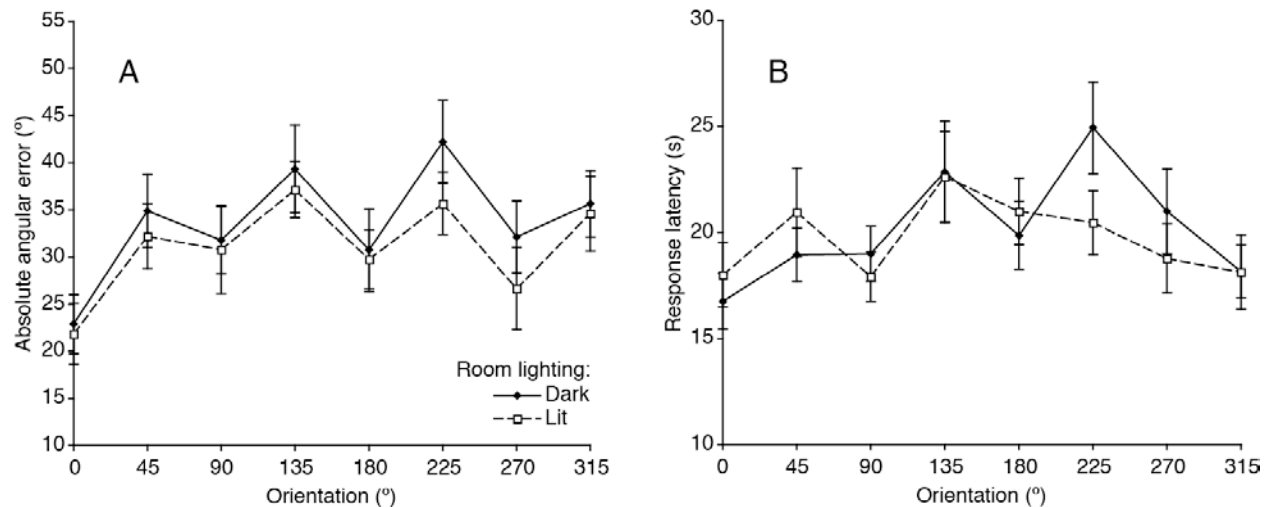 A
Absolute angular error (º)
55
50
45
40
35
30
25
20
15
10
0 45 90 135 180 225 270 315
Orientation (º)
Room lighting:
Dark
Lit
B
Response latency (s)
30
25
20
15
10
0 45 90 135 180 225 270 315
Orientation (º)